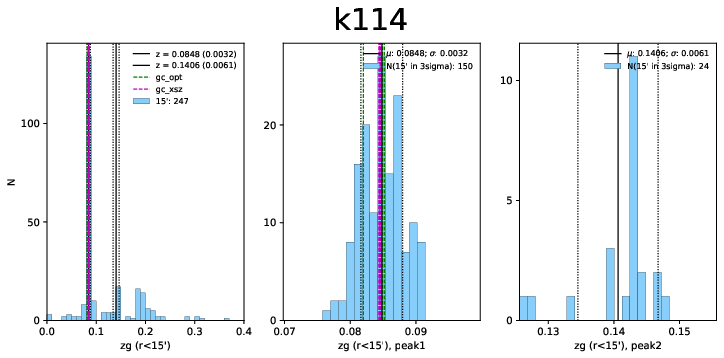 k114
z = 0.0848 (0.0032)
z = 0.1406 (0.0061)
gc_opt
gc_xsz
15': 247
N
100
50
0
0.0 0.1 0.2 0.3 0.4
zg (r<15')
μ: 0.0848; σ: 0.0032
N(15' in 3sigma): 150
20
10
0
0.07 0.08 0.09
zg (r<15'), peak1
μ: 0.1406; σ: 0.0061
N(15' in 3sigma): 24
10
5
0
0.13 0.14 0.15
zg (r<15'), peak2